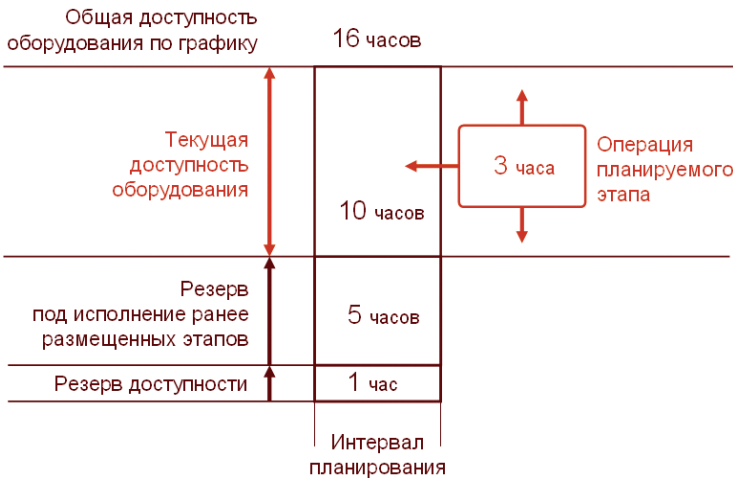 Общая доступность
оборудования по графику
16 часов
Текущая
доступность
оборудования
10 часов
3 часа
Операция
планируемого
этапа
Резерв
под исполнение ранее
размещенных этапов
5 часов
Резерв доступности
1 час
Интервал
планирования